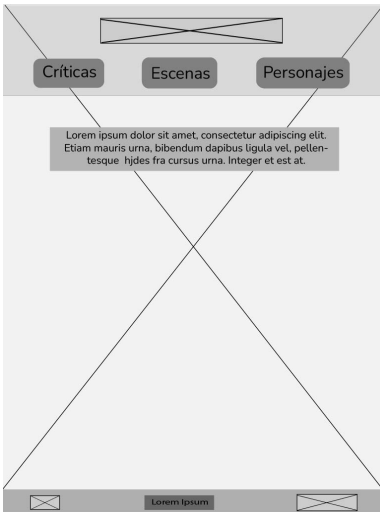 Críticas
Escenas
Personajes
Lorem ipsum dolor sit amet, consectetur adipiscing elit.
Etiam mauris urna, bibendum dapibus ligula vel, pellen-
tesque hjdes fra cursus urna. Integer et est at.
Lorem Ipsum